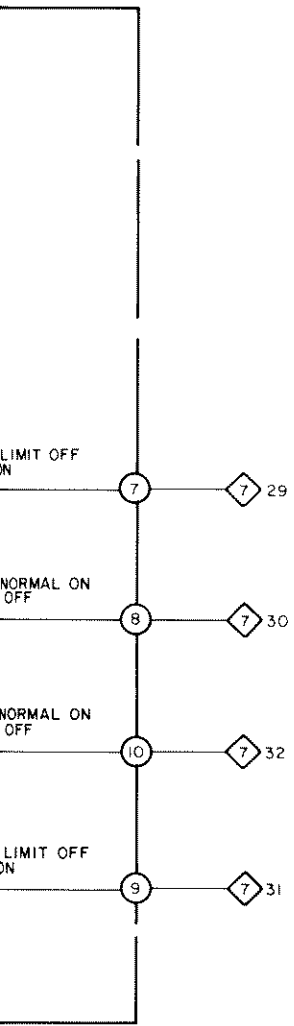 LIMIT OFF
ON
7 7 29
NORMAL ON
OFF
8 7 30
NORMAL ON
OFF
10 7 32
LIMIT OFF
ON
9 7 31